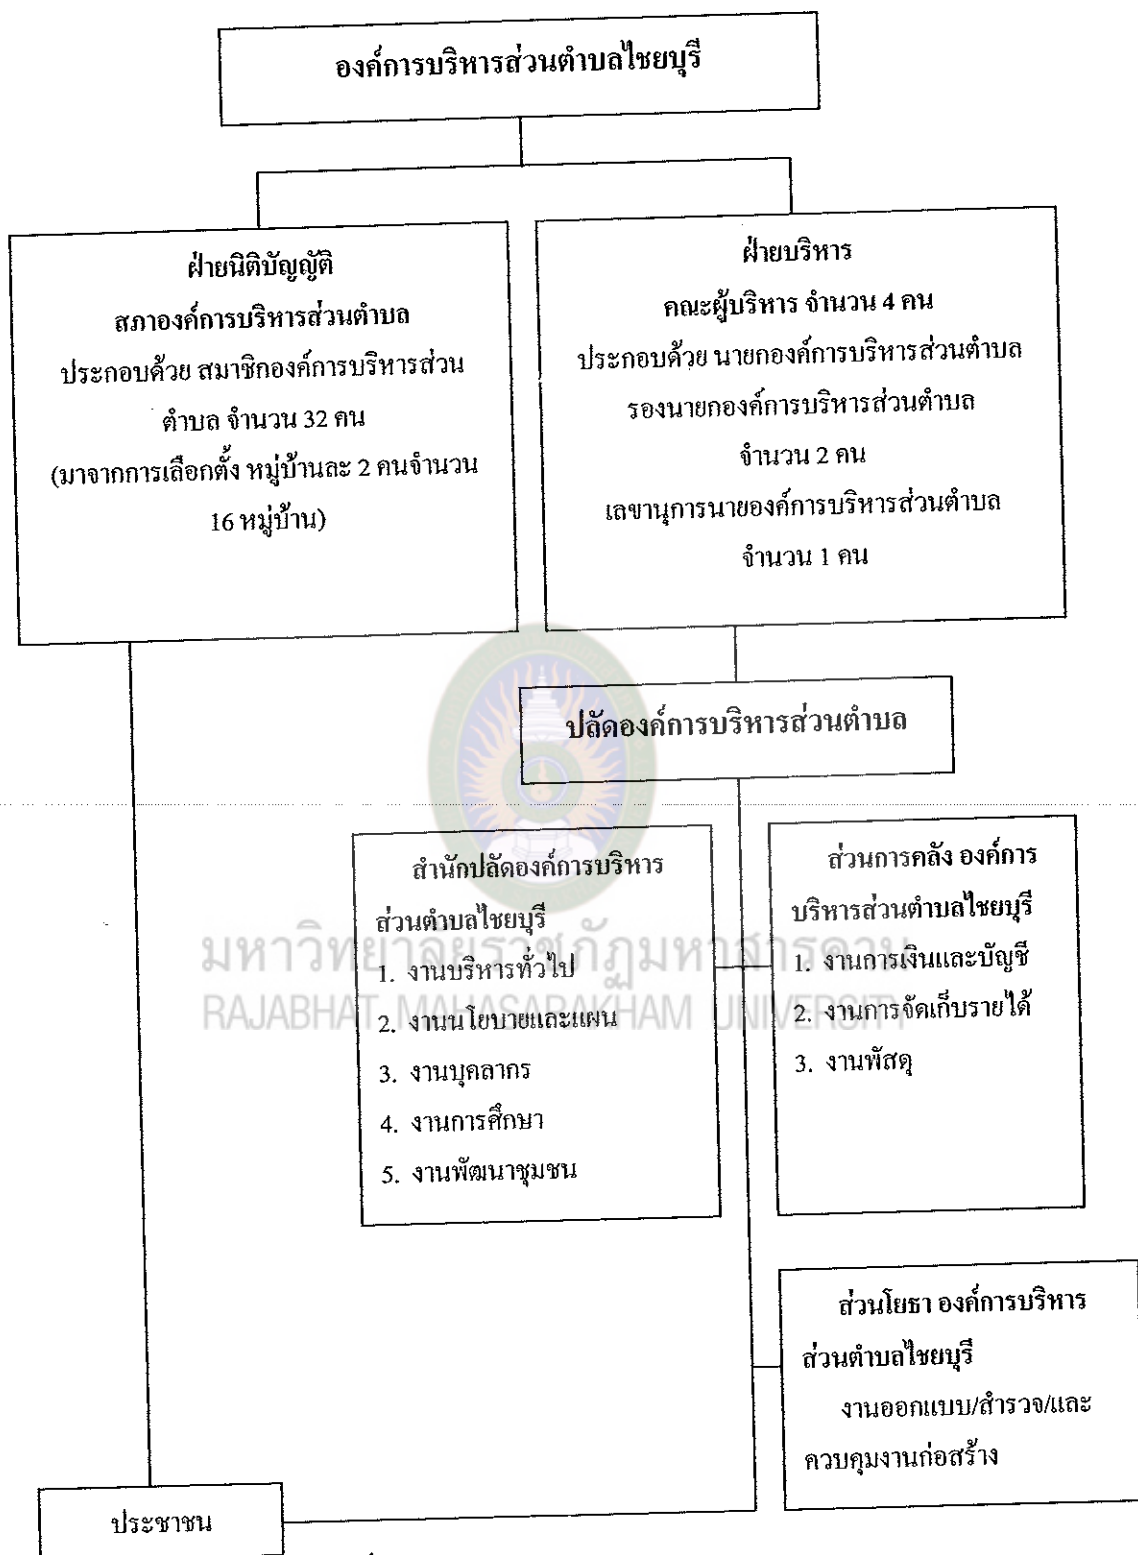 องค์การบริหารส่วนตำบลไชยบุรี
ฝ่ายนิติบัญญัติ
สภาองค์การบริหารส่วนตำบล
ประกอบด้วย สมาชิกองค์การบริหารส่วน
ตำบล จำนวน 32 คน
(มาจากการเลือกตั้ง หมู่บ้านละ 2 คนจำนวน
16 หมู่บ้าน)
ฝ่ายบริหาร
คณะผู้บริหาร จำนวน 4 คน
ประกอบด้วย นายกองค์การบริหารส่วนตำบล
รองนายกองค์การบริหารส่วนตำบล
จำนวน 2 คน
เลขานุการนายองค์การบริหารส่วนตำบล
จำนวน 1 คน
ปลัดองค์การบริหารส่วนตำบล
สำนักปลัดองค์การบริหาร
ส่วนตำบลไชยบุรี
1. งานบริหารทั่วไป
2. งานนโยบายและแผน
3. งานบุคลากร
4. งานการศึกษา
5. งานพัฒนาชุมชน
ส่วนการคลัง องค์การ
บริหารส่วนตำบลไชยบุรี
1. งานการเงินและบัญชี
2. งานการจัดเก็บรายได้
3. งานพัสดุ
มหาวิทยาลัยราชภัฏมหาสารคาม
RAJABHAT MAHASARAKHAM UNIVERSITY
ส่วนโยธา องค์การบริหาร
ส่วนตำบลไชยบุรี
งานออกแบบ/สำรวจ/และ
ควบคุมงานก่อสร้าง
ประชาชน